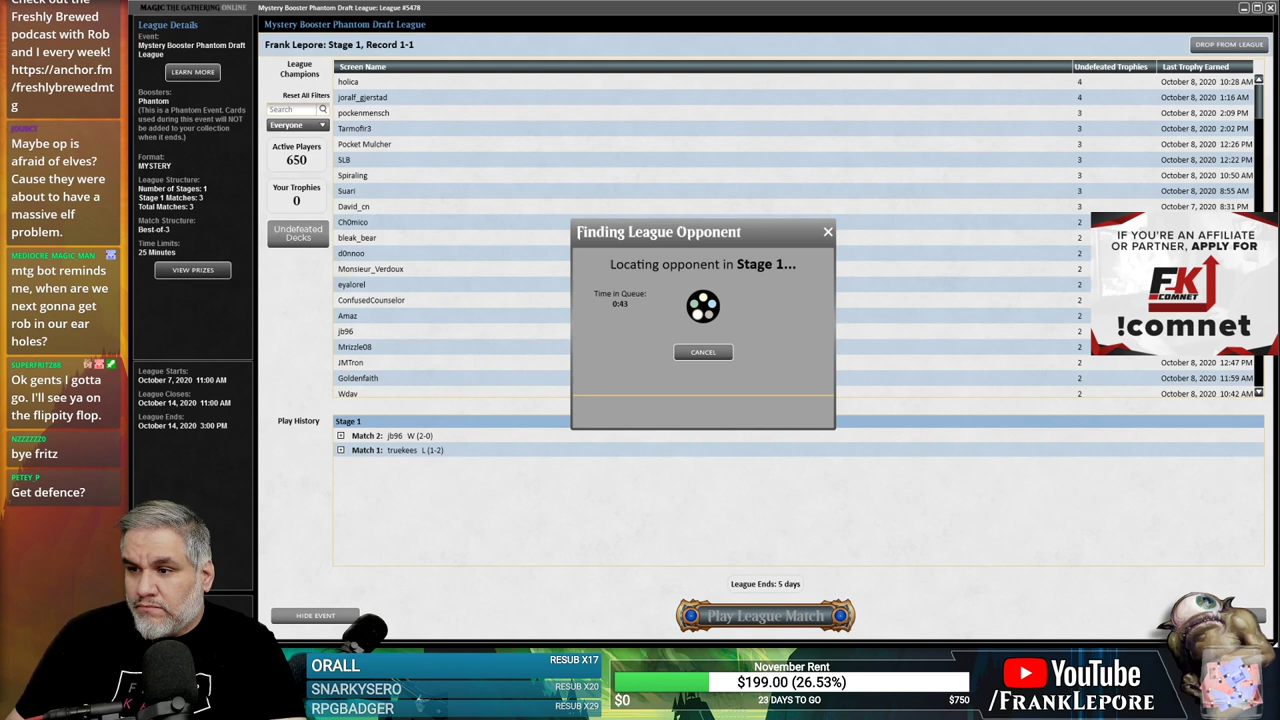 Check out the
Freshly Brewed
podcast with Rob
and I every week!
https://anchor.fm
/freshlybrewedmt
g
Maybe op is
afraid of elves?
Cause they were
about to have a
massive elf
problem.
MEDIOCRE_MAGIC_MAN
mtg bot reminds
me, when are we
next gonna get
rob in our ear
holes?
SUPERFRITZ88
Ok gents I gotta
go. I'll see ya
on the flippity flop.
NZZZZZ20
bye fritz
PETEY_P
Get defence?
MAGIC THE GATHERING ONLINE
Mystery Booster Phantom Draft League: League #5478
League Details
Event:
Mystery Booster Phantom Draft
League
LEARN MORE
Boosters:
Phantom
(This is a Phantom Event. Cards
used during this event will NOT
be added to your collection
when it ends.)
Format:
MYSTERY
League Structure:
Number of Stages: 1
Stage 1 Matches: 3
Total Matches: 3
Match Structure:
Best-of-3
Time Limits:
25 Minutes
VIEW PRIZES
League Starts:
October 7, 2020 11:00 AM
League Closes:
October 14, 2020 11:00 AM
League Ends:
October 14, 2020 3:00 PM
Mystery Booster Phantom Draft League
Frank Lepore: Stage 1, Record 1-1
DROP FROM LEAGUE
League
Champions
Reset All Filters
Search
Everyone
Active Players
650
Your Trophies
0
Undefeated
Decks
Screen Name Undefeated Trophies Last Trophy Earned
holica 4 October 8, 2020 10:28 AM
joralf_gjerstad 4 October 8, 2020 1:16 AM
pockenmensch 3 October 8, 2020 2:09 PM
Tarmofir3 3 October 8, 2020 2:02 PM
Pocket Mulcher 3 October 8, 2020 12:26 PM
SLB 3 October 8, 2020 12:22 PM
Spiraling 3 October 8, 2020 10:50 AM
Suari 3 October 8, 2020 8:55 AM
David_cn 3 October 7, 2020 8:31 PM
Ch0mico 2
bleak_bear 2
d0nnoo 2
Monsieur_Verdoux 2
eyalorel 2
ConfusedCounselor 2
Amaz 2
jb96 2
Mrizzle08 2
JMTron 2 October 8, 2020 12:47 PM
Goldenfaith 2 October 8, 2020 11:59 AM
Wdav 2 October 8, 2020 10:42 AM
Finding League Opponent
Locating opponent in Stage 1...
Time in Queue:
0:43
CANCEL
IF YOU'RE AN AFFILIATE
OR PARTNER, APPLY FOR
FK
COMNET
!comnet
Play History
Stage 1
Match 2: jb96 W (2-0)
Match 1: truekees L (1-2)
League Ends: 5 days
HIDE EVENT
Play League Match
ORALL RESUB X17
SNARKYSERO RESUB X20
RPGBADGER RESUB X29
November Rent
$199.00 (26.53%)
$0 23 DAYS TO GO $750
YouTube
/FRANKLEPORE